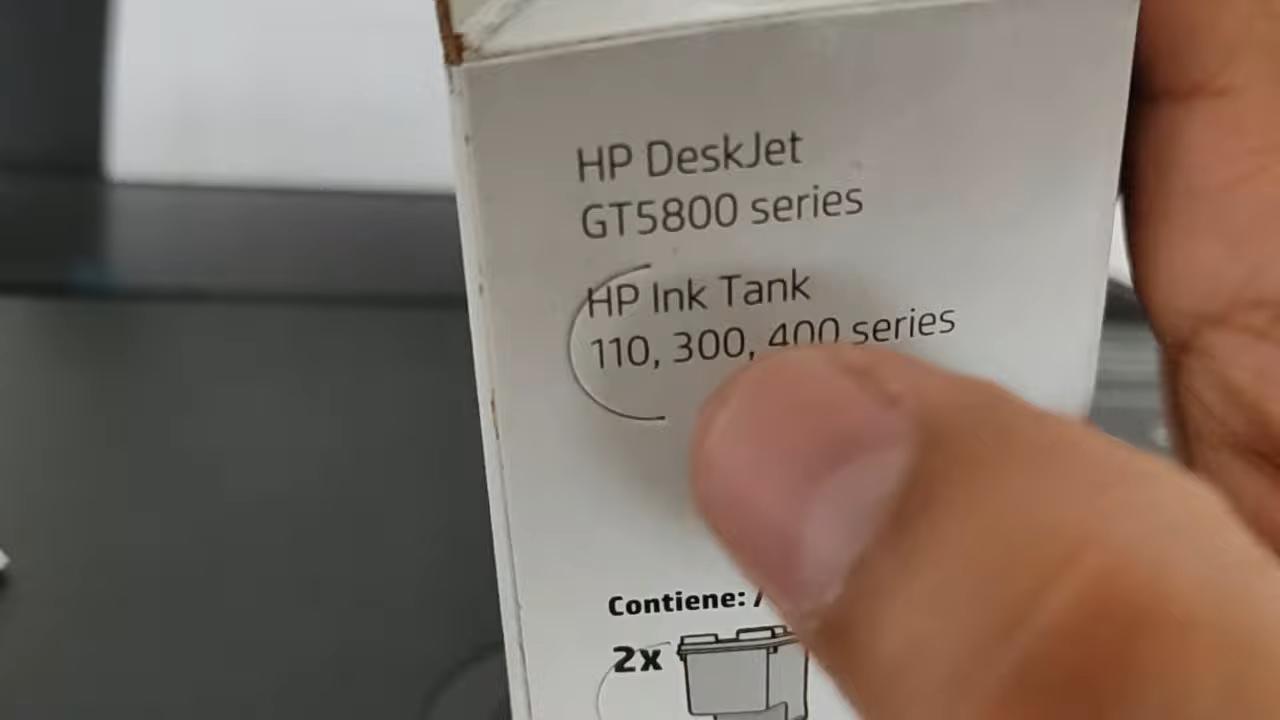 HP DeskJet
GT5800 series
HP Ink Tank
110, 300, 400 series
Contiene: /
2x